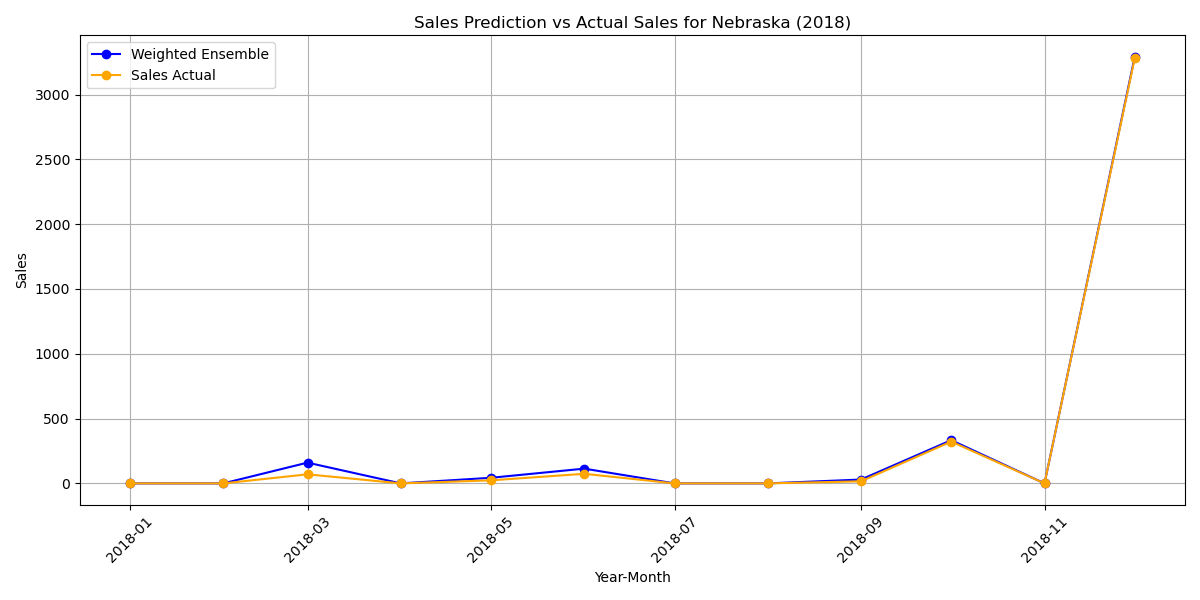 Sales Prediction vs Actual Sales for Nebraska (2018)
Weighted Ensemble
Sales Actual
Sales
3000
2500
2000
1500
1000
500
0
2018-01
2018-03
2018-05
2018-07
2018-09
2018-11
Year-Month